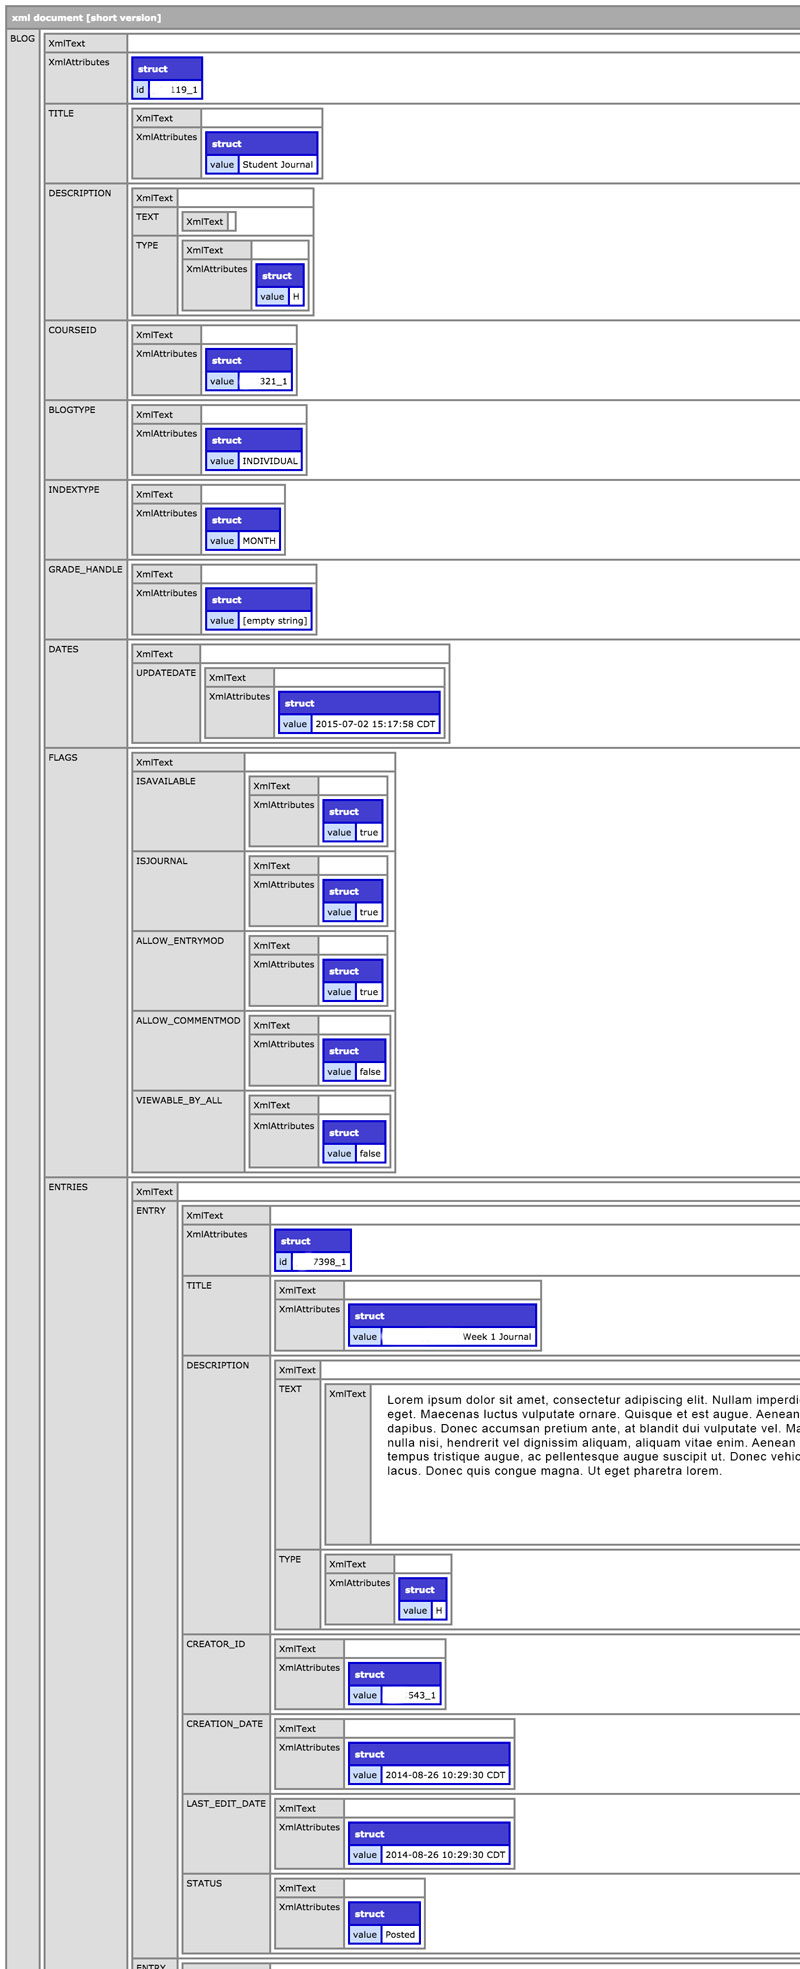 xml document [short version]
BLOG
XmlText
XmlAttributes
struct
id 119_1
TITLE
XmlText
XmlAttributes
struct
value Student Journal
DESCRIPTION
XmlText
TEXT
XmlText
TYPE
XmlText
XmlAttributes
struct
value H
COURSEID
XmlText
XmlAttributes
struct
value 321_1
BLOGTYPE
XmlText
XmlAttributes
struct
value INDIVIDUAL
INDEXTYPE
XmlText
XmlAttributes
struct
value MONTH
GRADE_HANDLE
XmlText
XmlAttributes
struct
value [empty string]
DATES
XmlText
UPDATEDATE
XmlText
XmlAttributes
struct
value 2015-07-02 15:17:58 CDT
FLAGS
XmlText
ISAVAILABLE
XmlText
XmlAttributes
struct
value true
ISJOURNAL
XmlText
XmlAttributes
struct
value true
ALLOW_ENTRYMOD
XmlText
XmlAttributes
struct
value true
ALLOW_COMMENTMOD
XmlText
XmlAttributes
struct
value false
VIEWABLE_BY_ALL
XmlText
XmlAttributes
struct
value false
ENTRIES
XmlText
ENTRY
XmlText
XmlAttributes
struct
id 7398_1
TITLE
XmlText
XmlAttributes
struct
value Week 1 Journal
DESCRIPTION
XmlText
TEXT
XmlText
Lorem ipsum dolor sit amet, consectetur adipiscing elit. Nullam imperdi
eget. Maecenas luctus vulputate ornare. Quisque et est augue. Aenean
dapibus. Donec accumsan pretium ante, at blandit dui vulputate vel. Ma
nulla nisi, hendrerit vel dignissim aliquam, aliquam vitae enim. Aenean
tempus tristique augue, ac pellentesque augue suscipit ut. Donec vehic
lacus. Donec quis congue magna. Ut eget pharetra lorem.
TYPE
XmlText
XmlAttributes
struct
value H
CREATOR_ID
XmlText
XmlAttributes
struct
value 543_1
CREATION_DATE
XmlText
XmlAttributes
struct
value 2014-08-26 10:29:30 CDT
LAST_EDIT_DATE
XmlText
XmlAttributes
struct
value 2014-08-26 10:29:30 CDT
STATUS
XmlText
XmlAttributes
struct
value Posted
ENTRY